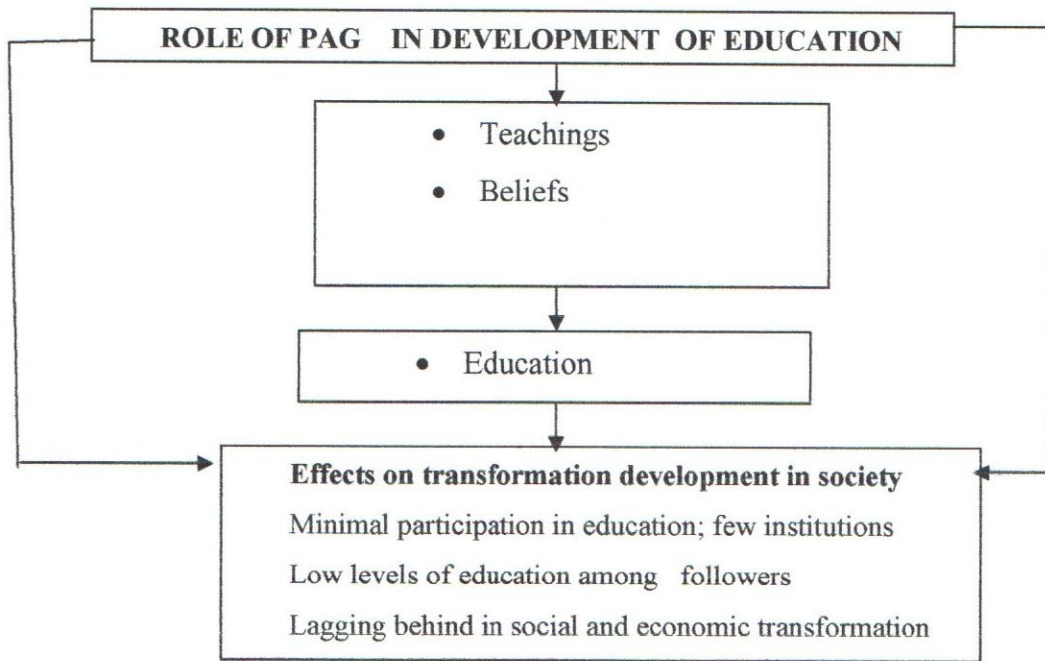 ROLE OF PAG IN DEVELOPMENT OF EDUCATION
• Teachings
• Beliefs
• Education
Effects on transformation development in society
Minimal participation in education; few institutions
Low levels of education among followers
Lagging behind in social and economic transformation